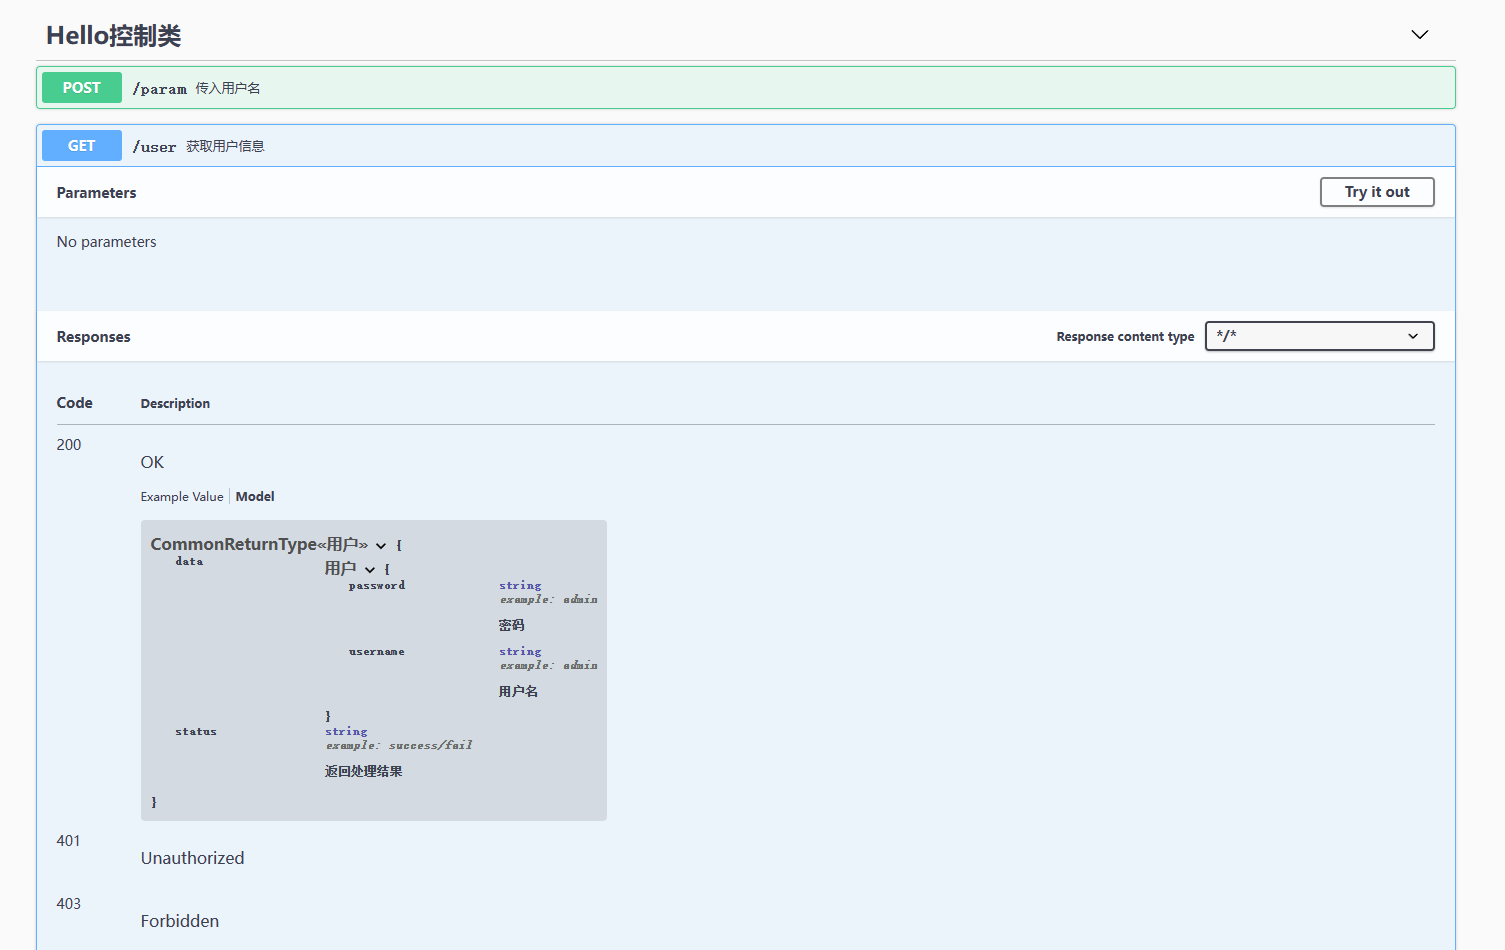 Hello控制类
POST /param 传入用户名
GET /user 获取用户信息
Parameters Try it out
No parameters
Responses Response content type */*
Code Description
200
OK
Example Value Model
CommonReturnType«用户» {
data
用户 {
password string
example: admin
密码
username string
example: admin
用户名
}
status string
example: success/fail
返回处理结果
}
401
Unauthorized
403
Forbidden